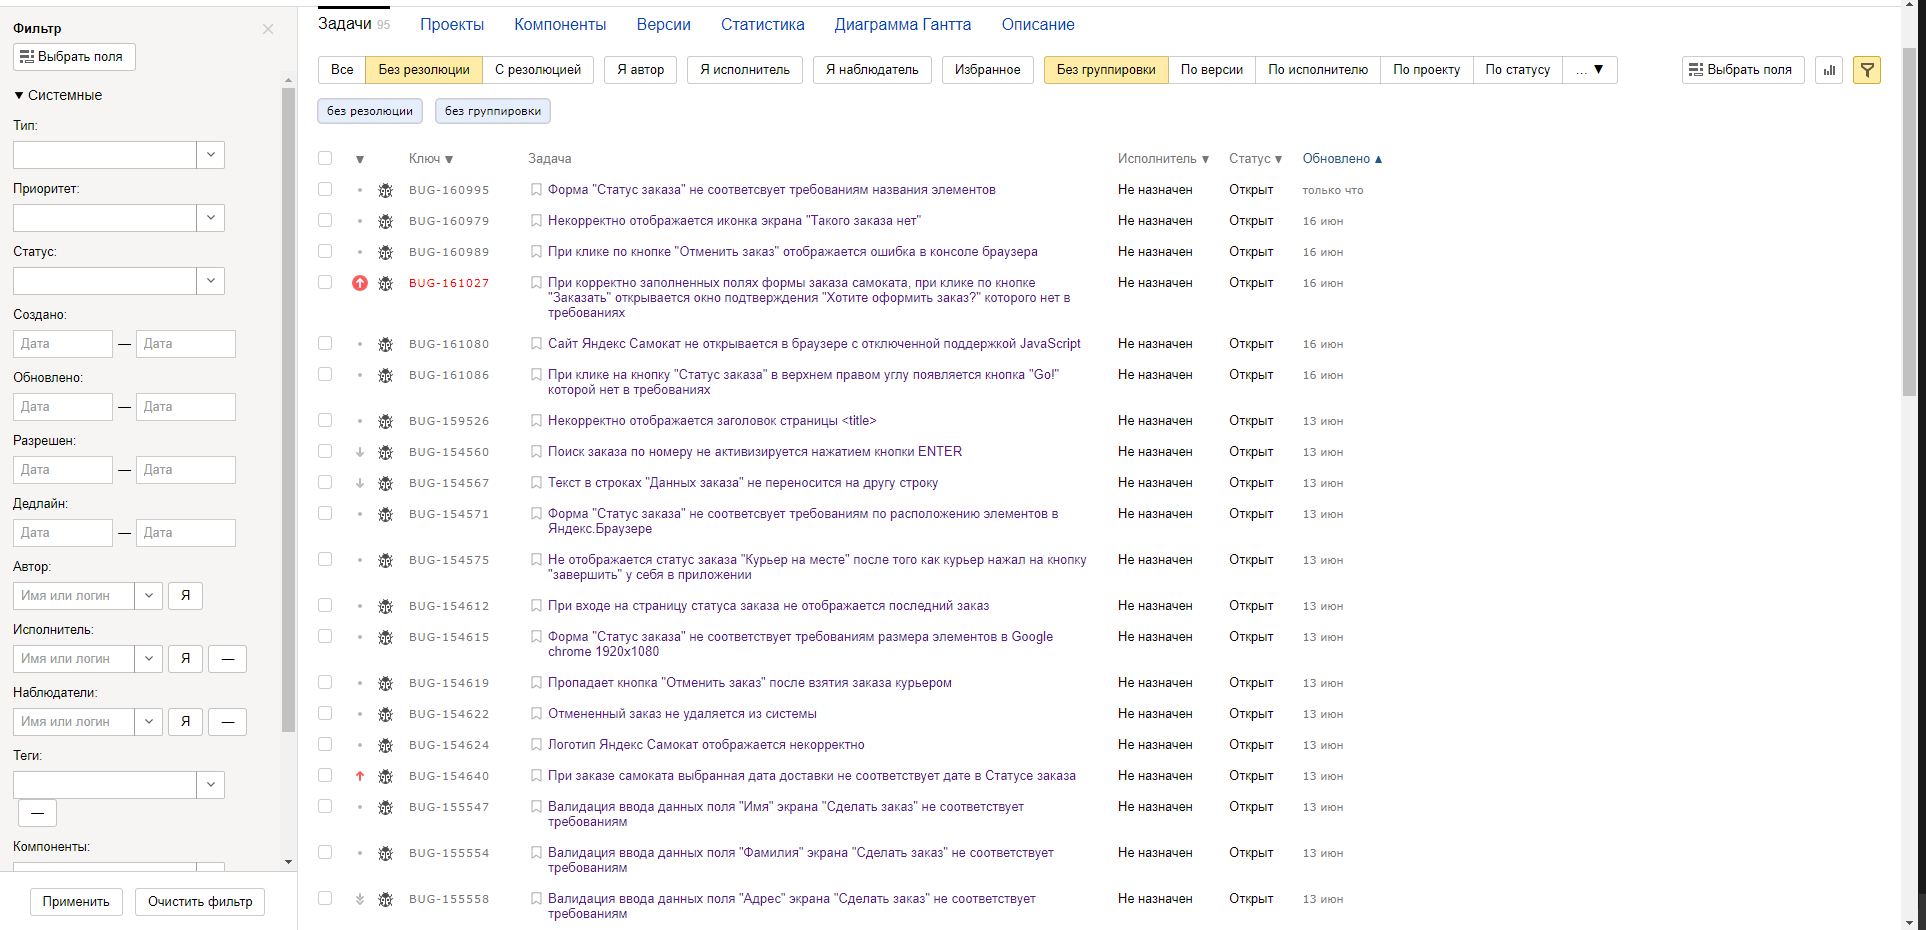 Фильтр
Выбрать поля
Системные
Тип:
Приоритет:
Статус:
Создано:
Дата — Дата
Обновлено:
Дата — Дата
Разрешен:
Дата — Дата
Дедлайн:
Дата — Дата
Автор:
Имя или логин Я
Исполнитель:
Имя или логин Я —
Наблюдатели:
Имя или логин Я —
Теги:
—
Компоненты:
Применить Очистить фильтр
Задачи 95 Проекты Компоненты Версии Статистика Диаграмма Гантта Описание
Все Без резолюции С резолюцией Я автор Я исполнитель Я наблюдатель Избранное Без группировки По версии По исполнителю По проекту По статусу ... Выбрать поля
без резолюции без группировки
Ключ Задача Исполнитель Статус Обновлено
BUG-160995 Форма "Статус заказа" не соответсвует требованиям названия элементов Не назначен Открыт только что
BUG-160979 Некорректно отображается иконка экрана "Такого заказа нет" Не назначен Открыт 16 июн
BUG-160989 При клике по кнопке "Отменить заказ" отображается ошибка в консоле браузера Не назначен Открыт 16 июн
BUG-161027 При корректно заполненных полях формы заказа самоката, при клике по кнопке Не назначен Открыт 16 июн
"Заказать" открывается окно подтверждения "Хотите оформить заказ?" которого нет в
требованиях
BUG-161080 Сайт Яндекс Самокат не открывается в браузере с отключенной поддержкой JavaScript Не назначен Открыт 16 июн
BUG-161086 При клике на кнопку "Статус заказа" в верхнем правом углу появляется кнопка "Go!" Не назначен Открыт 16 июн
которой нет в требованиях
BUG-159526 Некорректно отображается заголовок страницы <title> Не назначен Открыт 13 июн
BUG-154560 Поиск заказа по номеру не активизируется нажатием кнопки ENTER Не назначен Открыт 13 июн
BUG-154567 Текст в строках "Данных заказа" не переносится на другу строку Не назначен Открыт 13 июн
BUG-154571 Форма "Статус заказа" не соответсвует требованиям по расположению элементов в Не назначен Открыт 13 июн
Яндекс.Браузере
BUG-154575 Не отображается статус заказа "Курьер на месте" после того как курьер нажал на кнопку Не назначен Открыт 13 июн
"завершить" у себя в приложении
BUG-154612 При входе на страницу статуса заказа не отображается последний заказ Не назначен Открыт 13 июн
BUG-154615 Форма "Статус заказа" не соответствует требованиям размера элементов в Google Не назначен Открыт 13 июн
chrome 1920x1080
BUG-154619 Пропадает кнопка "Отменить заказ" после взятия заказа курьером Не назначен Открыт 13 июн
BUG-154622 Отмененный заказ не удаляется из системы Не назначен Открыт 13 июн
BUG-154624 Логотип Яндекс Самокат отображается некорректно Не назначен Открыт 13 июн
BUG-154640 При заказе самоката выбранная дата доставки не соответствует дате в Статусе заказа Не назначен Открыт 13 июн
BUG-155547 Валидация ввода данных поля "Имя" экрана "Сделать заказ" не соответствует Не назначен Открыт 13 июн
требованиям
BUG-155554 Валидация ввода данных поля "Фамилия" экрана "Сделать заказ" не соответствует Не назначен Открыт 13 июн
требованиям
BUG-155558 Валидация ввода данных поля "Адрес" экрана "Сделать заказ" не соответствует Не назначен Открыт 13 июн
требованиям